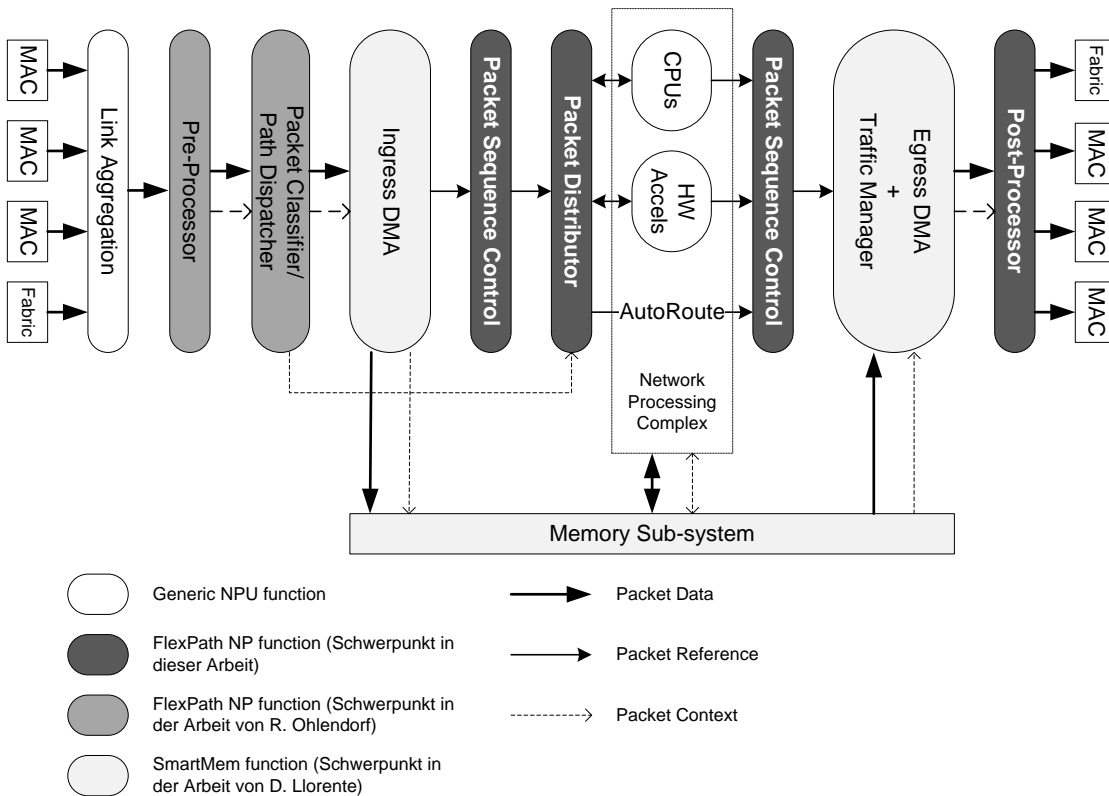 MAC
MAC
MAC
Fabric
Link Aggregation
Pre-Processor
Packet Classifier/
Path Dispatcher
Ingress DMA
Packet Sequence Control
Packet Distributor
CPUs
HW
Accels
AutoRoute
Network
Processing
Complex
Packet Sequence Control
Egress DMA
+
Traffic Manager
Post-Processor
Fabric
MAC
MAC
MAC
Memory Sub-system
Generic NPU function
FlexPath NP function (Schwerpunkt in
dieser Arbeit)
FlexPath NP function (Schwerpunkt in
der Arbeit von R. Ohlendorf)
SmartMem function (Schwerpunkt in
der Arbeit von D. Llorente)
Packet Data
Packet Reference
Packet Context